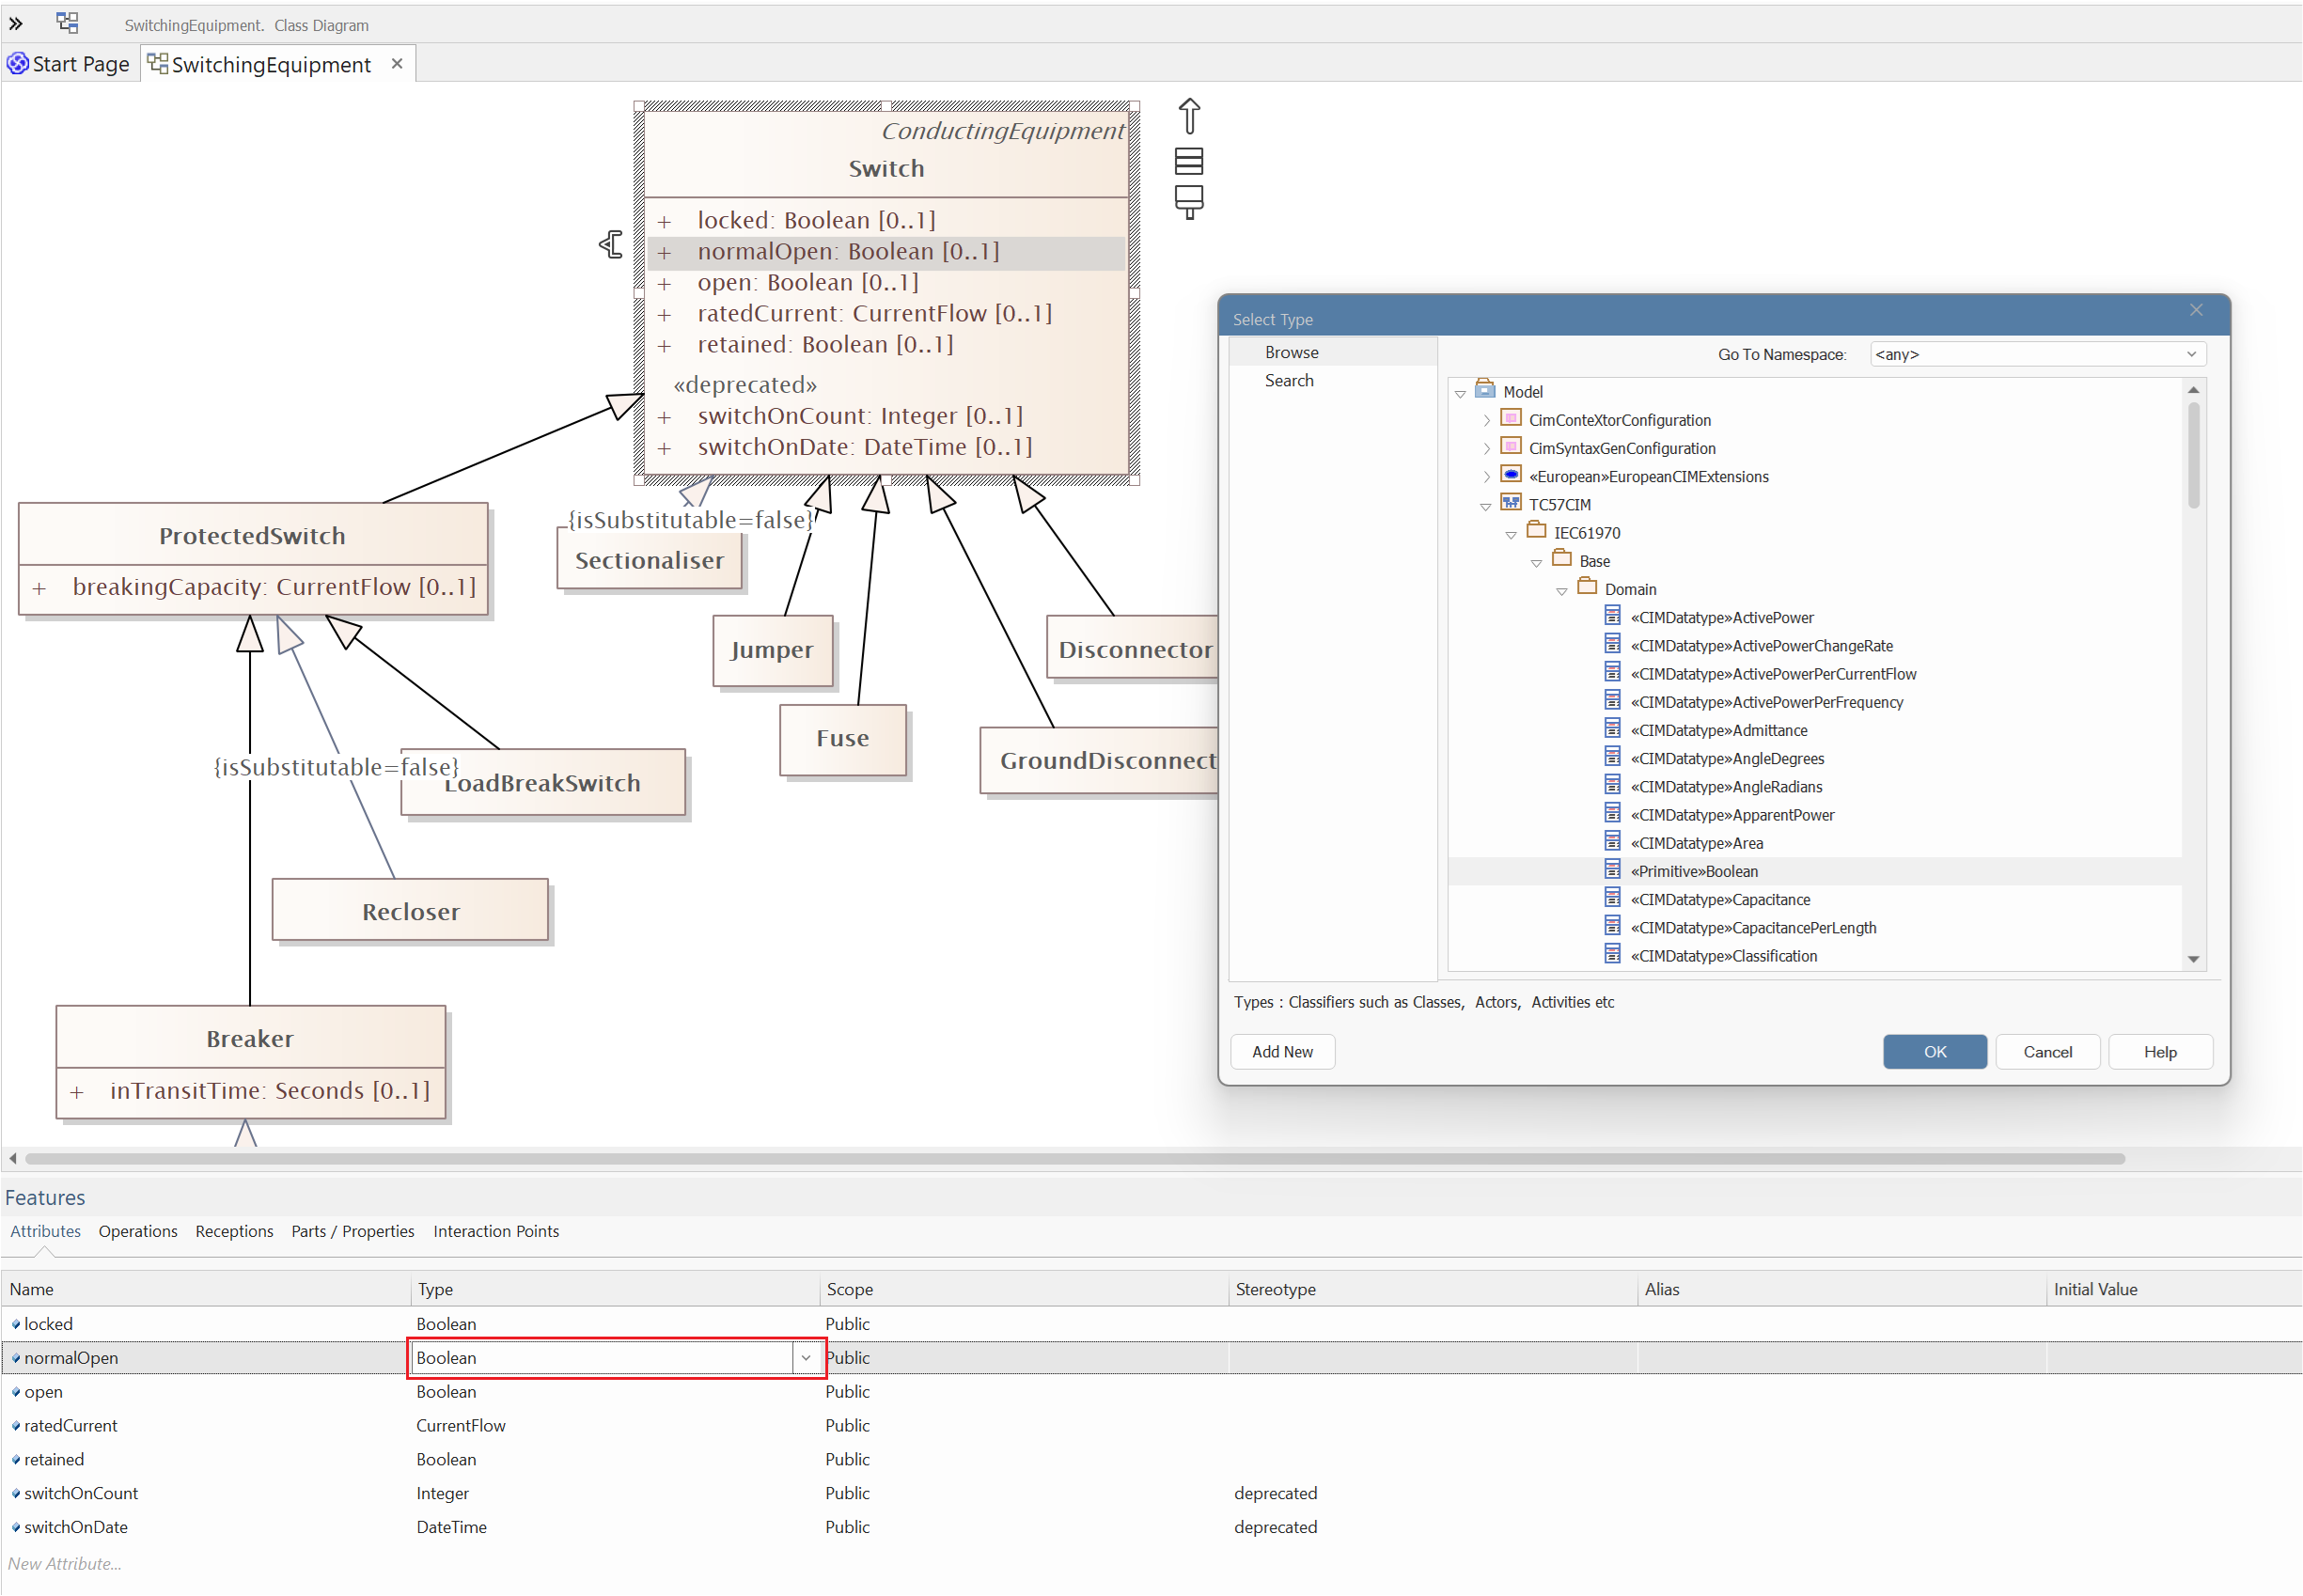 SwitchingEquipment. Class Diagram
Start Page
SwitchingEquipment
ConductingEquipment
Switch
+ locked: Boolean [0..1]
+ normalOpen: Boolean [0..1]
+ open: Boolean [0..1]
+ ratedCurrent: CurrentFlow [0..1]
+ retained: Boolean [0..1]
«deprecated»
+ switchOnCount: Integer [0..1]
+ switchOnDate: DateTime [0..1]
ProtectedSwitch
+ breakingCapacity: CurrentFlow [0..1]
{isSubstitutable=false}
Sectionaliser
Jumper
Disconnector
Fuse
GroundDisconnect
{isSubstitutable=false}
LoadBreakSwitch
Recloser
Breaker
+ inTransitTime: Seconds [0..1]
Select Type
Browse
Search
Go To Namespace: <any>
Model
CimConteXtorConfiguration
CimSyntaxGenConfiguration
«European»EuropeanCIMExtensions
TC57CIM
IEC61970
Base
Domain
«CIMDatatype»ActivePower
«CIMDatatype»ActivePowerChangeRate
«CIMDatatype»ActivePowerPerCurrentFlow
«CIMDatatype»ActivePowerPerFrequency
«CIMDatatype»Admittance
«CIMDatatype»AngleDegrees
«CIMDatatype»AngleRadians
«CIMDatatype»ApparentPower
«CIMDatatype»Area
«Primitive»Boolean
«CIMDatatype»Capacitance
«CIMDatatype»CapacitancePerLength
«CIMDatatype»Classification
Types : Classifiers such as Classes, Actors, Activities etc
Add New OK Cancel Help
Features
Attributes Operations Receptions Parts / Properties Interaction Points
Name Type Scope Stereotype Alias Initial Value
locked Boolean Public
normalOpen Boolean Public
open Boolean Public
ratedCurrent CurrentFlow Public
retained Boolean Public
switchOnCount Integer Public deprecated
switchOnDate DateTime Public deprecated
New Attribute...